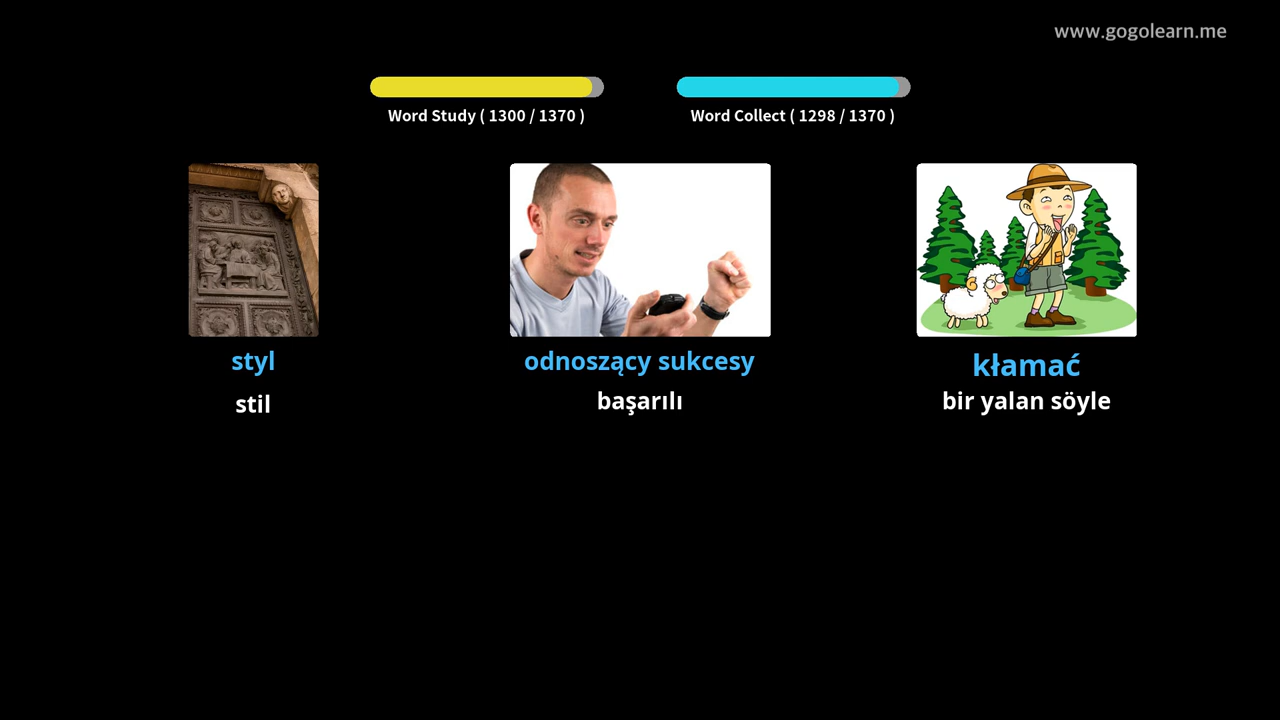 www.gogolearn.me
Word Study ( 1300 / 1370 )
Word Collect ( 1298 / 1370 )
styl
odnoszący sukcesy
kłamać
stil
başarılı
bir yalan söyle